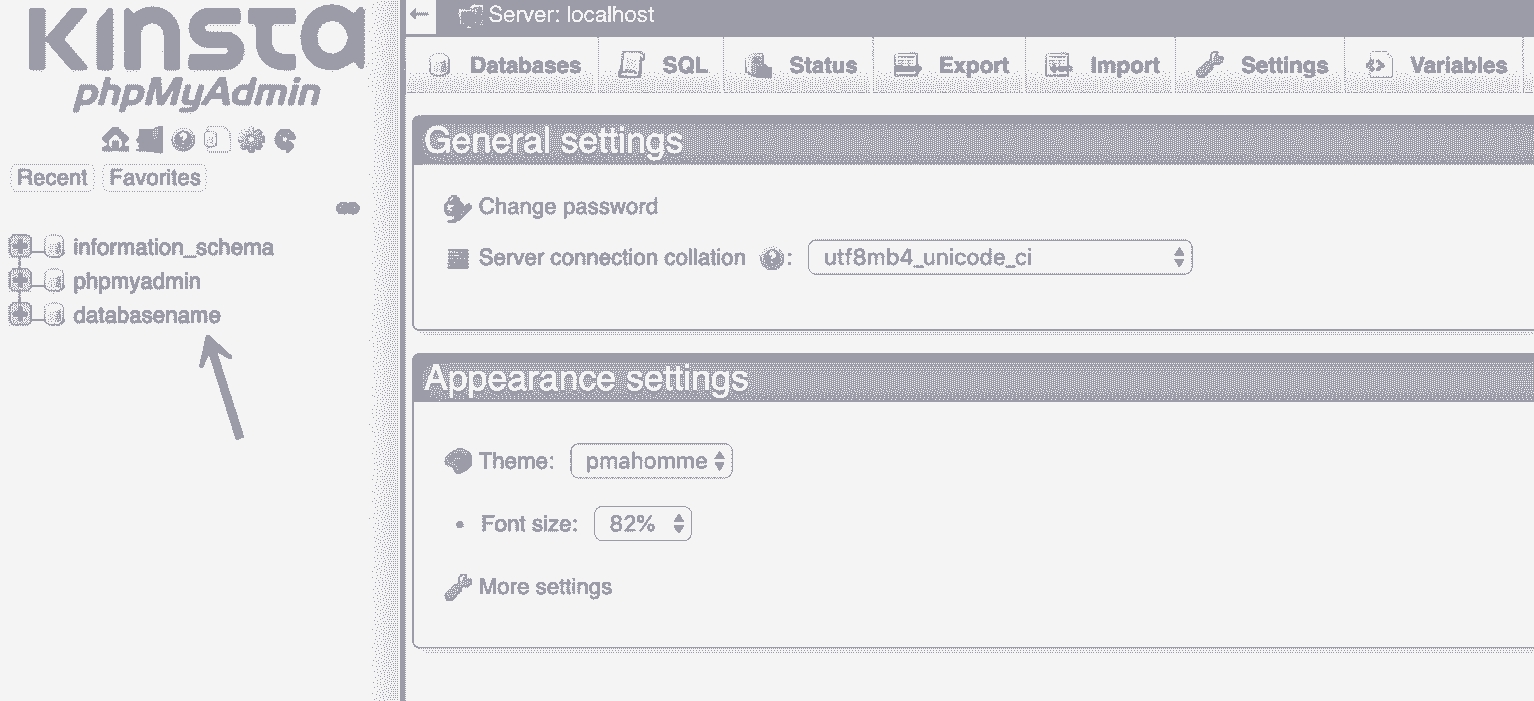 Kinsta
phpMyAdmin
Recent Favorites
information_schema
phpmyadmin
databasename
Server: localhost
Databases SQL Status Export Import Settings Variables
General settings
Change password
Server connection collation : utf8mb4_unicode_ci
Appearance settings
Theme: pmahomme
• Font size: 82%
More settings